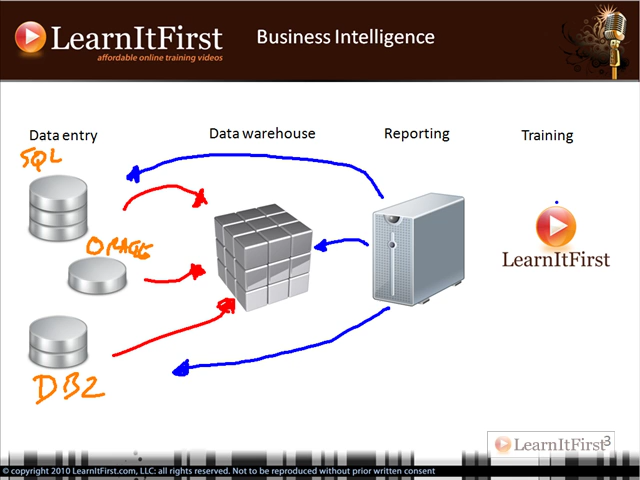 LearnItFirst
affordable online training videos
Business Intelligence
Data entry
Data warehouse
Reporting
Training
SQL
LearnItFirst
DB2
LearnItFirst
3
© copyright 2010 LearnItFirst.com, LLC: all rights reserved. Not to be reproduced without prior written consent